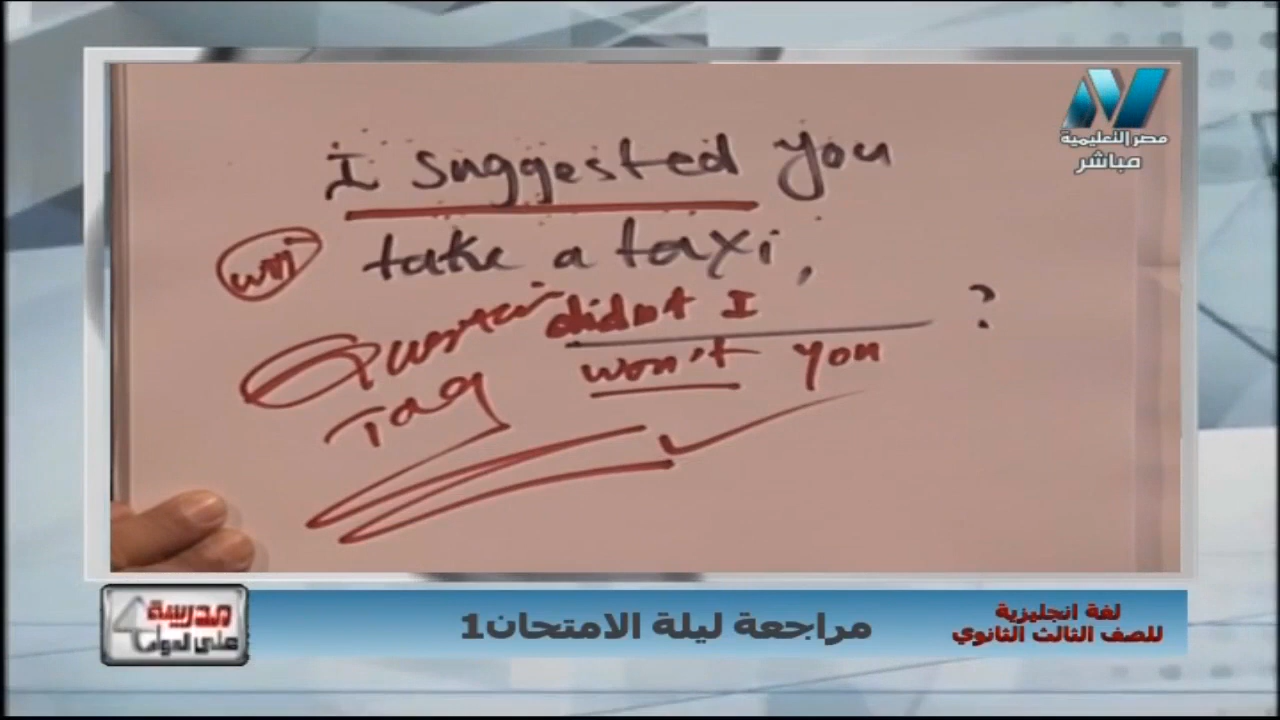 مصر التعليمية
مباشر
I suggested you
take a taxi,
Question
Tag
didn't I
?
won't you
لغة انجليزية
للصف الثالث الثانوي
مراجعة ليلة الامتحان1
مدرسة
على الهواء